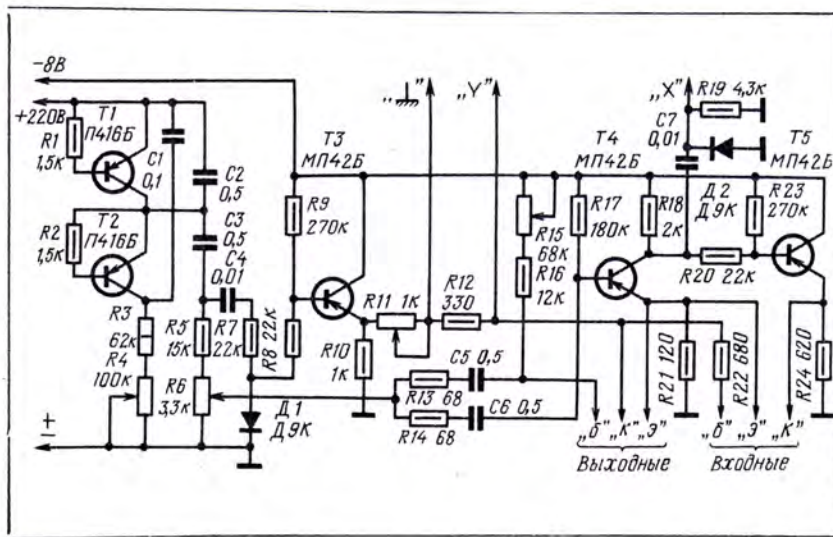 -8В
+220В
Т1
П416Б
R1
1,5к
C1
0,1
C2
0,5
Т2
П416Б
R2
1,5к
C3
0,5
C4
0,01
R3
62к
R4
100к
R5
15к
R6
3,3к
R7
22к
R8 22к
Д1
Д9К
±
Т3
МП42Б
R9
270к
R10
1к
R11 1к
R12
330
„Y"
R13 68
R14 68
C5 0,5
C6 0,5
R15
68к
R16
12к
Т4
МП42Б
R17
180к
R18
2к
„X"
C7
0,01
R19 4,3к
Д2
Д9К
Т5
МП42Б
R23
270к
R20 22к
R21 120
R22 680
R24 620
„б" „К" „Э"
Выходные
„б" „Э" „К"
Входные